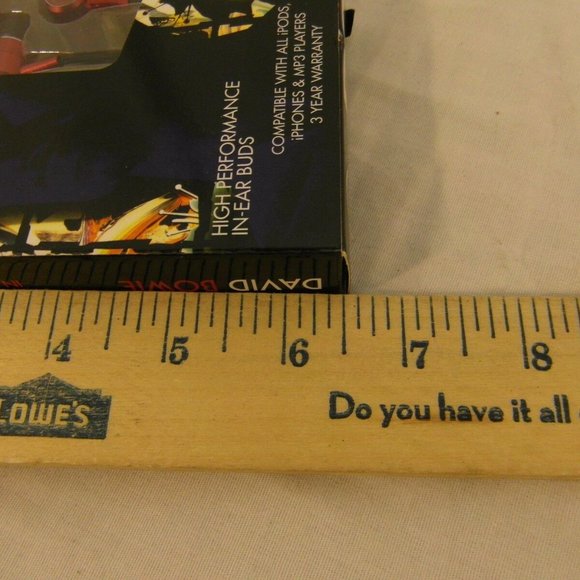 HIGH PERFORMANCE
IN-EAR BUDS
COMPATIBLE WITH ALL iPODS,
iPHONES & MP3 PLAYERS
3 YEAR WARRANTY
DAVID BOWIE IN
4 5 6 7 8
LOWE'S
Do you have it all